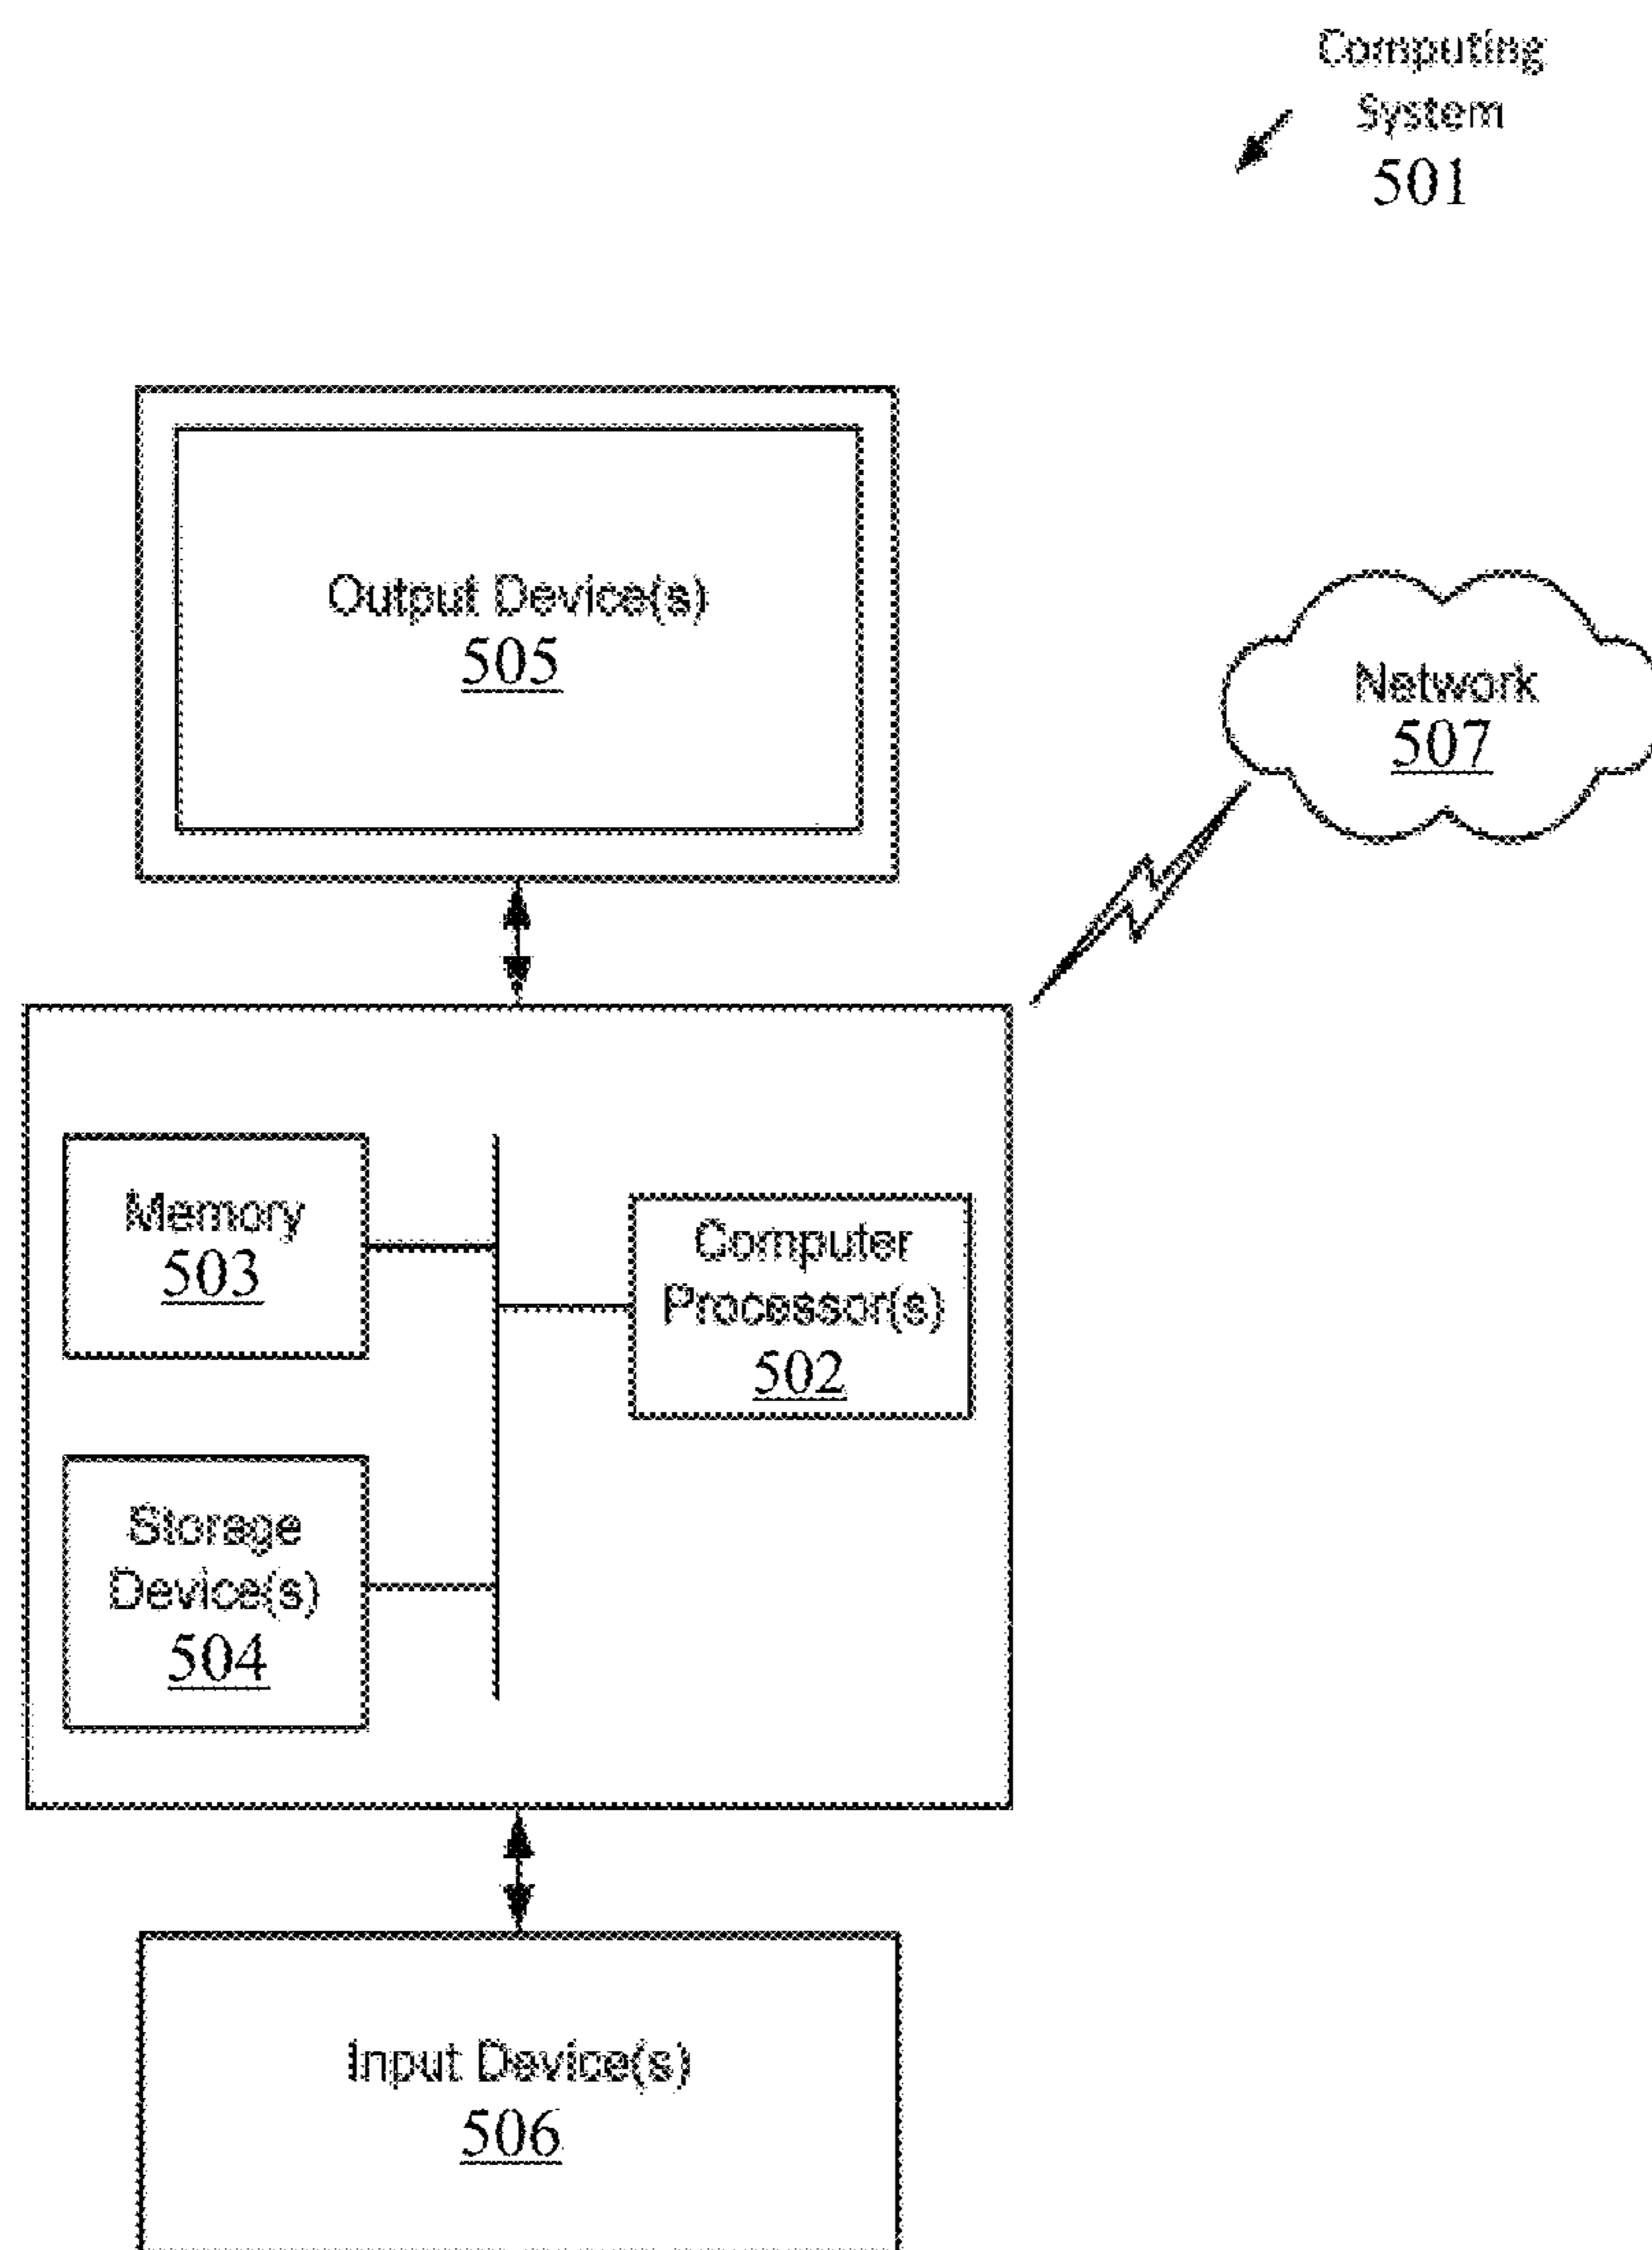 Computing
System
501
Output Device(s)
505
Network
507
Memory
503
Computer
Processor(s)
502
Storage
Device(s)
504
Input Device(s)
506